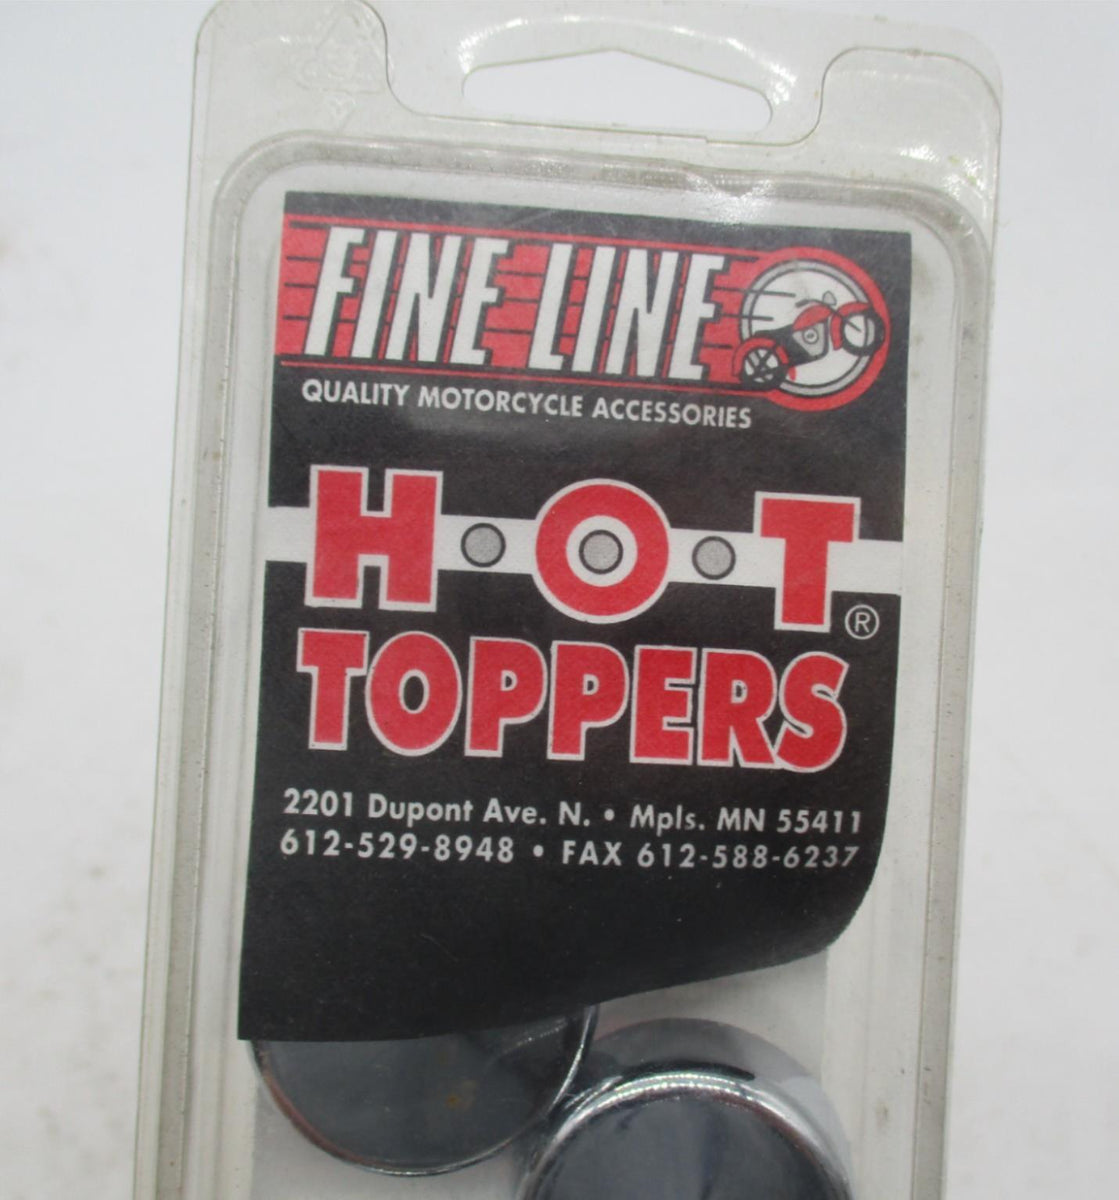 FINE LINE
QUALITY MOTORCYCLE ACCESSORIES
H•O•T
TOPPERS®
2201 Dupont Ave. N. • Mpls. MN 55411
612-529-8948 • FAX 612-588-6237